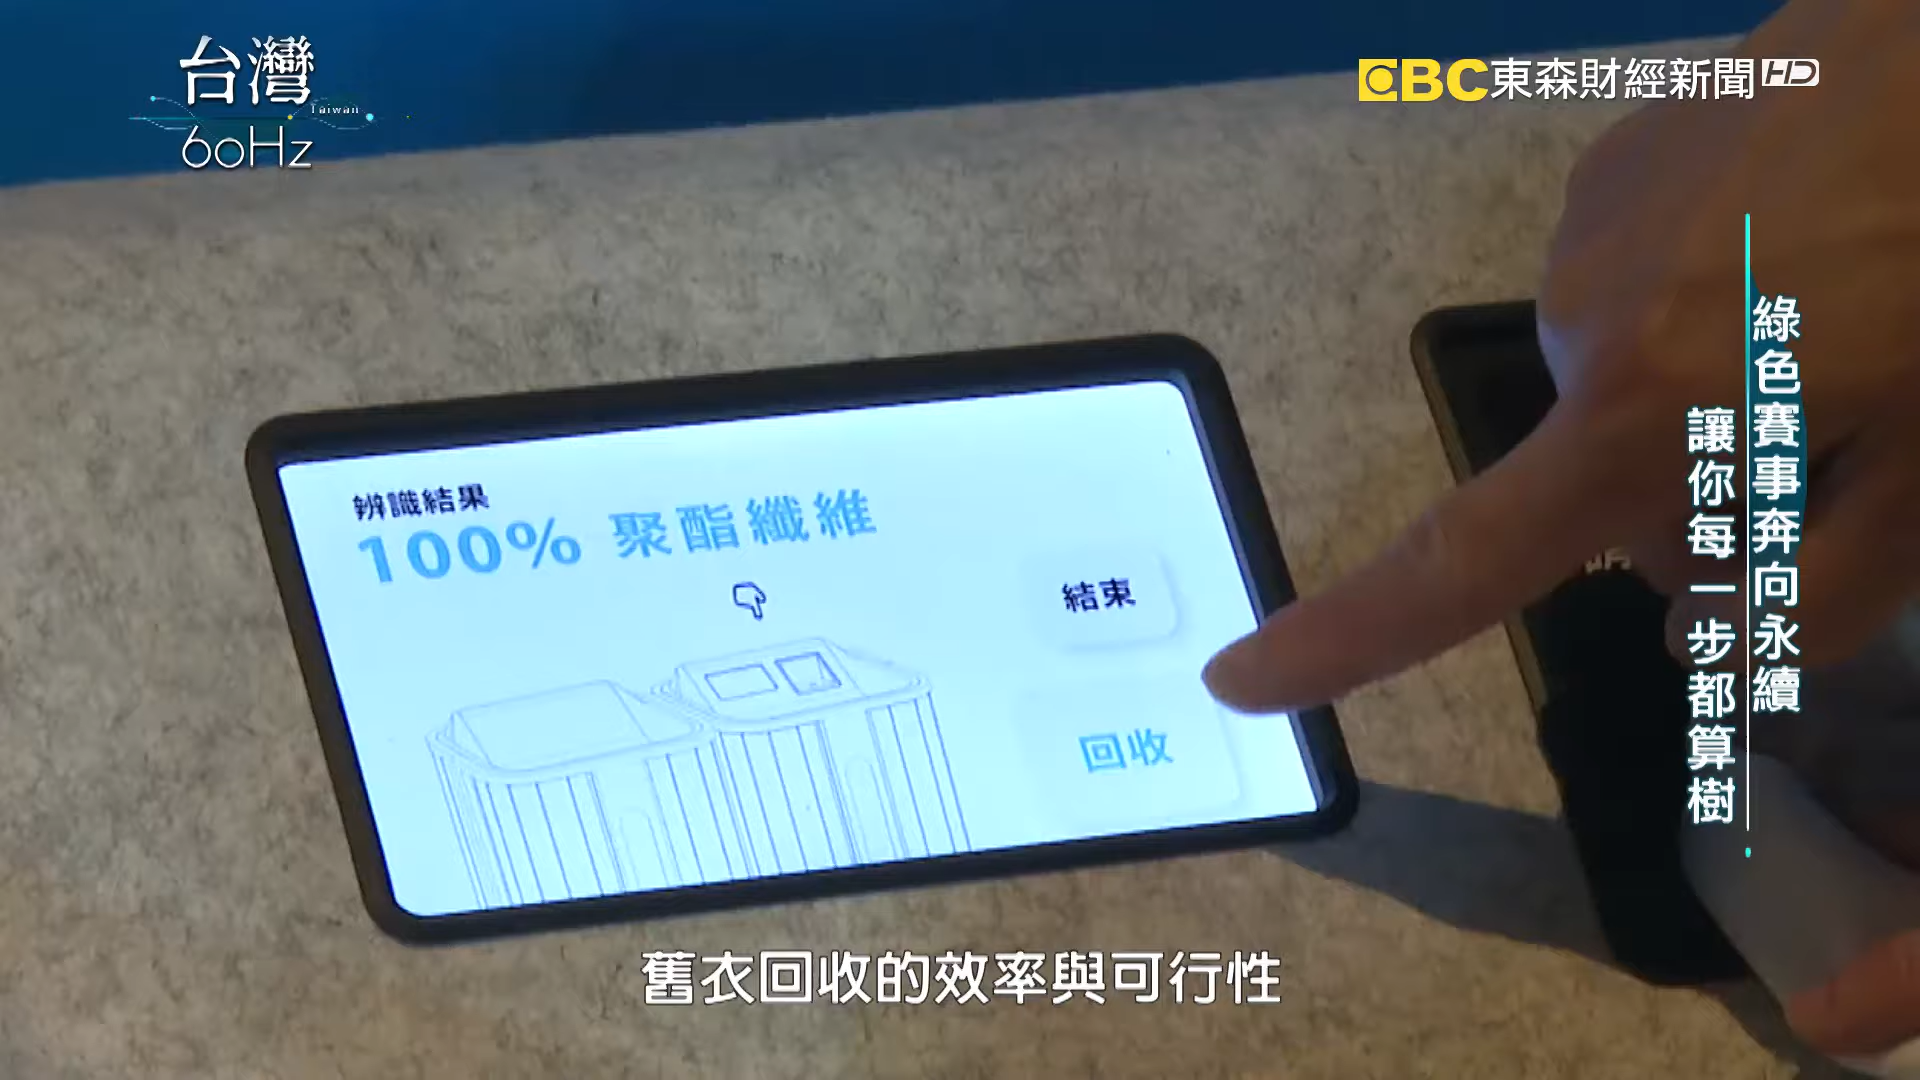 台灣
Taiwan
60Hz
EBC東森財經新聞HD
綠色賽事奔向永續
讓你每一步都算樹
辨識結果
100% 聚酯纖維
結束
回收
舊衣回收的效率與可行性